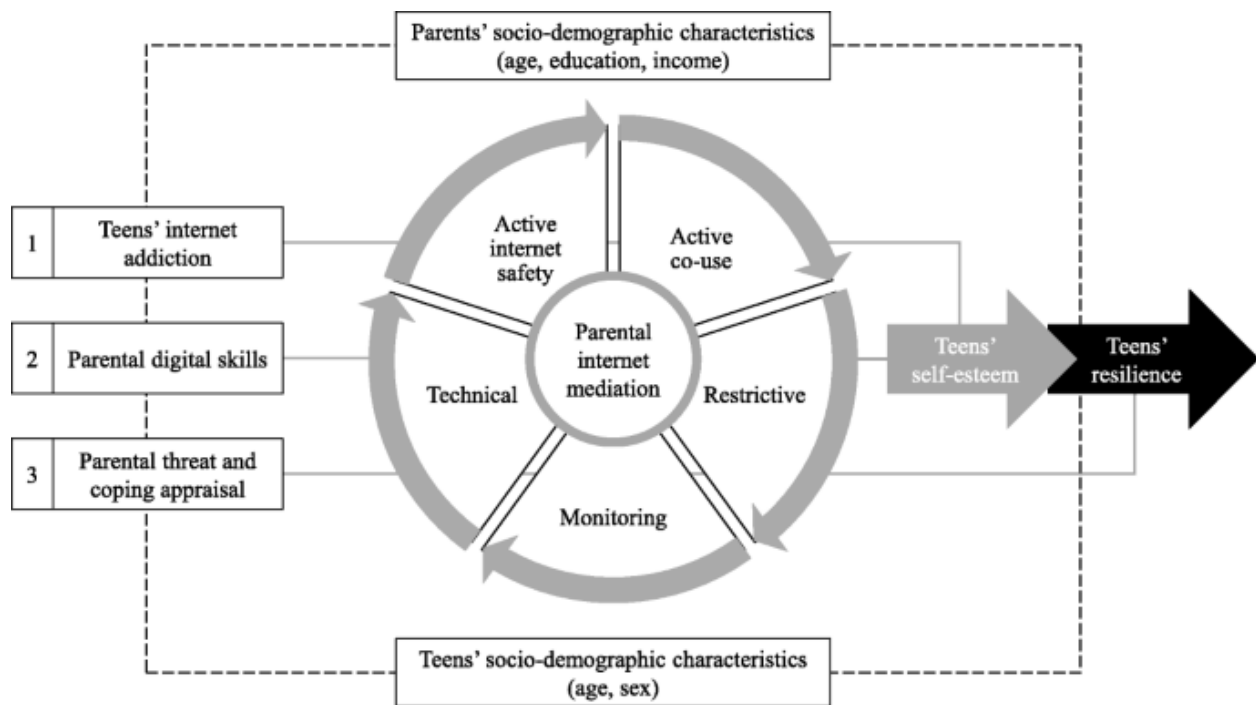 Parents’ socio-demographic characteristics
(age, education, income)
1
Teens’ internet
addiction
2
Parental digital skills
3
Parental threat and
coping appraisal
Active
internet
safety
Active
co-use
Parental
internet
mediation
Technical
Restrictive
Monitoring
Teens’
self-esteem
Teens’
resilience
Teens’ socio-demographic characteristics
(age, sex)